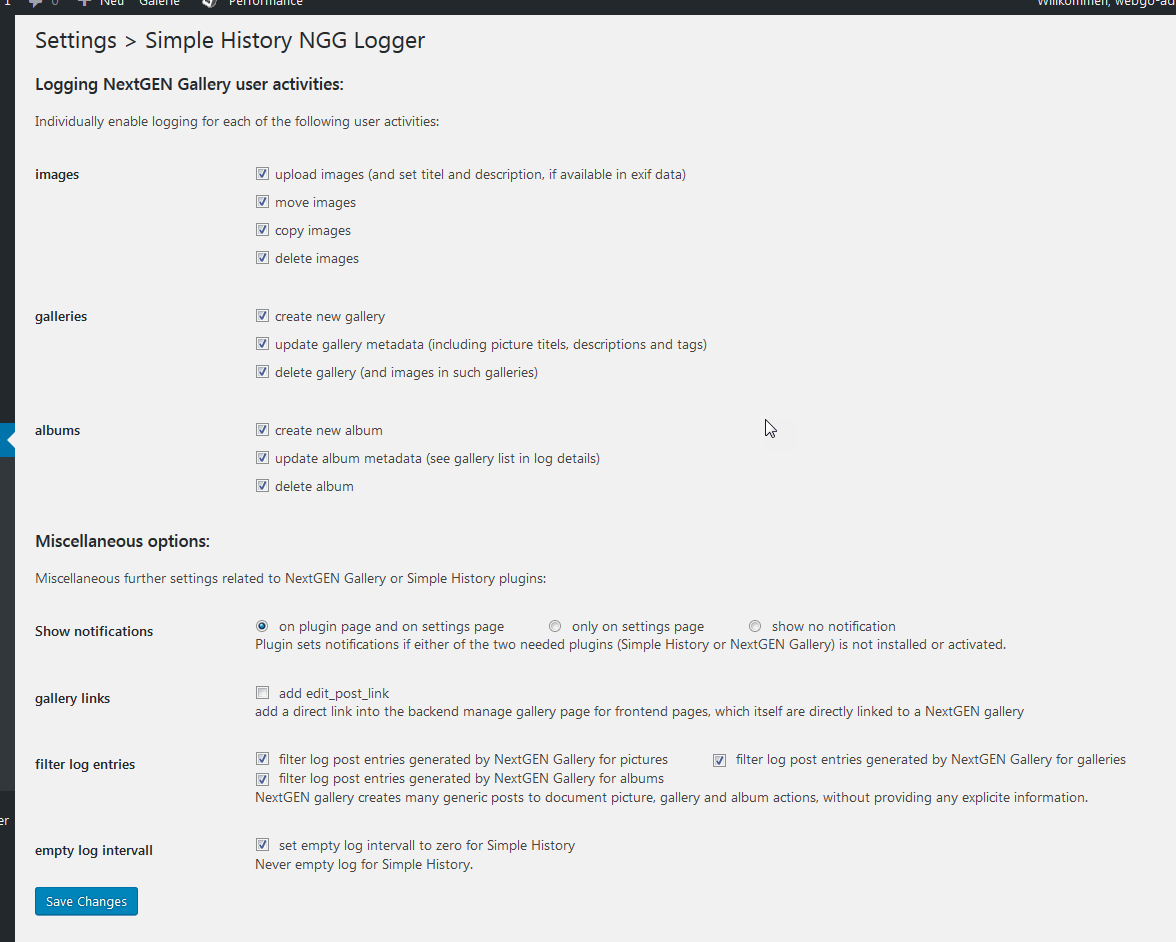 1 0 Neu Galerie Performance Willkommen, webgo-ad
Settings > Simple History NGG Logger
Logging NextGEN Gallery user activities:
Individually enable logging for each of the following user activities:
images upload images (and set titel and description, if available in exif data)
move images
copy images
delete images
galleries create new gallery
update gallery metadata (including picture titels, descriptions and tags)
delete gallery (and images in such galleries)
albums create new album
update album metadata (see gallery list in log details)
delete album
Miscellaneous options:
Miscellaneous further settings related to NextGEN Gallery or Simple History plugins:
Show notifications on plugin page and on settings page only on settings page show no notification
Plugin sets notifications if either of the two needed plugins (Simple History or NextGEN Gallery) is not installed or activated.
gallery links add edit_post_link
add a direct link into the backend manage gallery page for frontend pages, which itself are directly linked to a NextGEN gallery
filter log entries filter log post entries generated by NextGEN Gallery for pictures filter log post entries generated by NextGEN Gallery for galleries
filter log post entries generated by NextGEN Gallery for albums
NextGEN gallery creates many generic posts to document picture, gallery and album actions, without providing any explicite information.
er
empty log intervall set empty log intervall to zero for Simple History
Never empty log for Simple History.
Save Changes